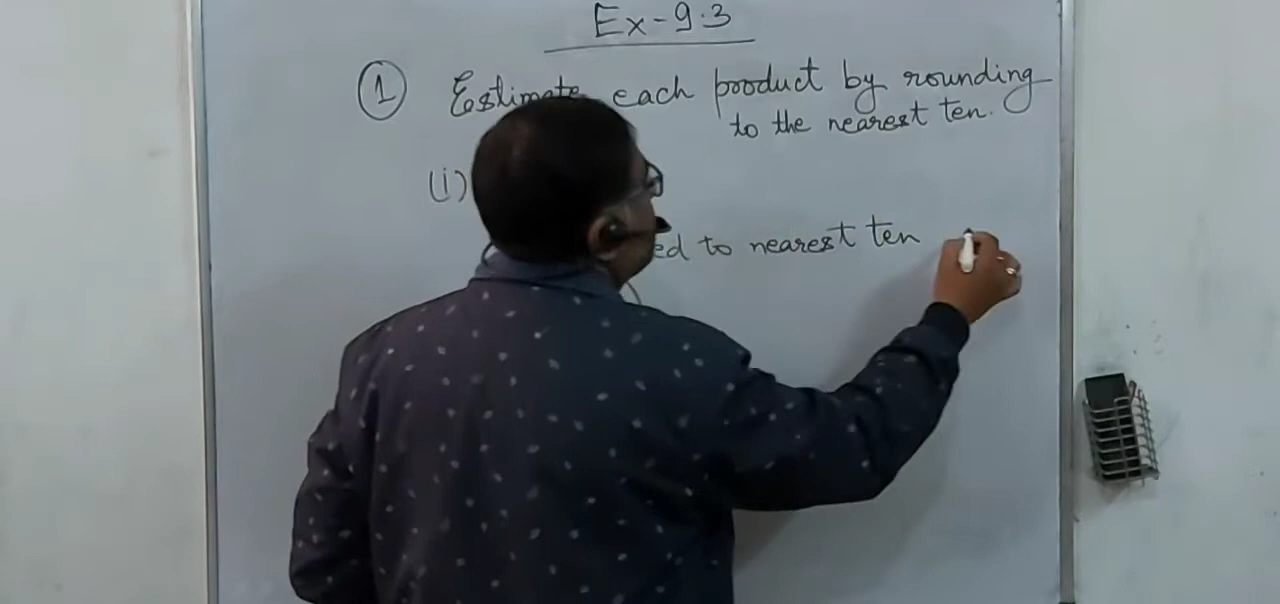 Ex-9.3
1 Estimate each product by rounding
to the nearest ten.
(i)
ed to nearest ten